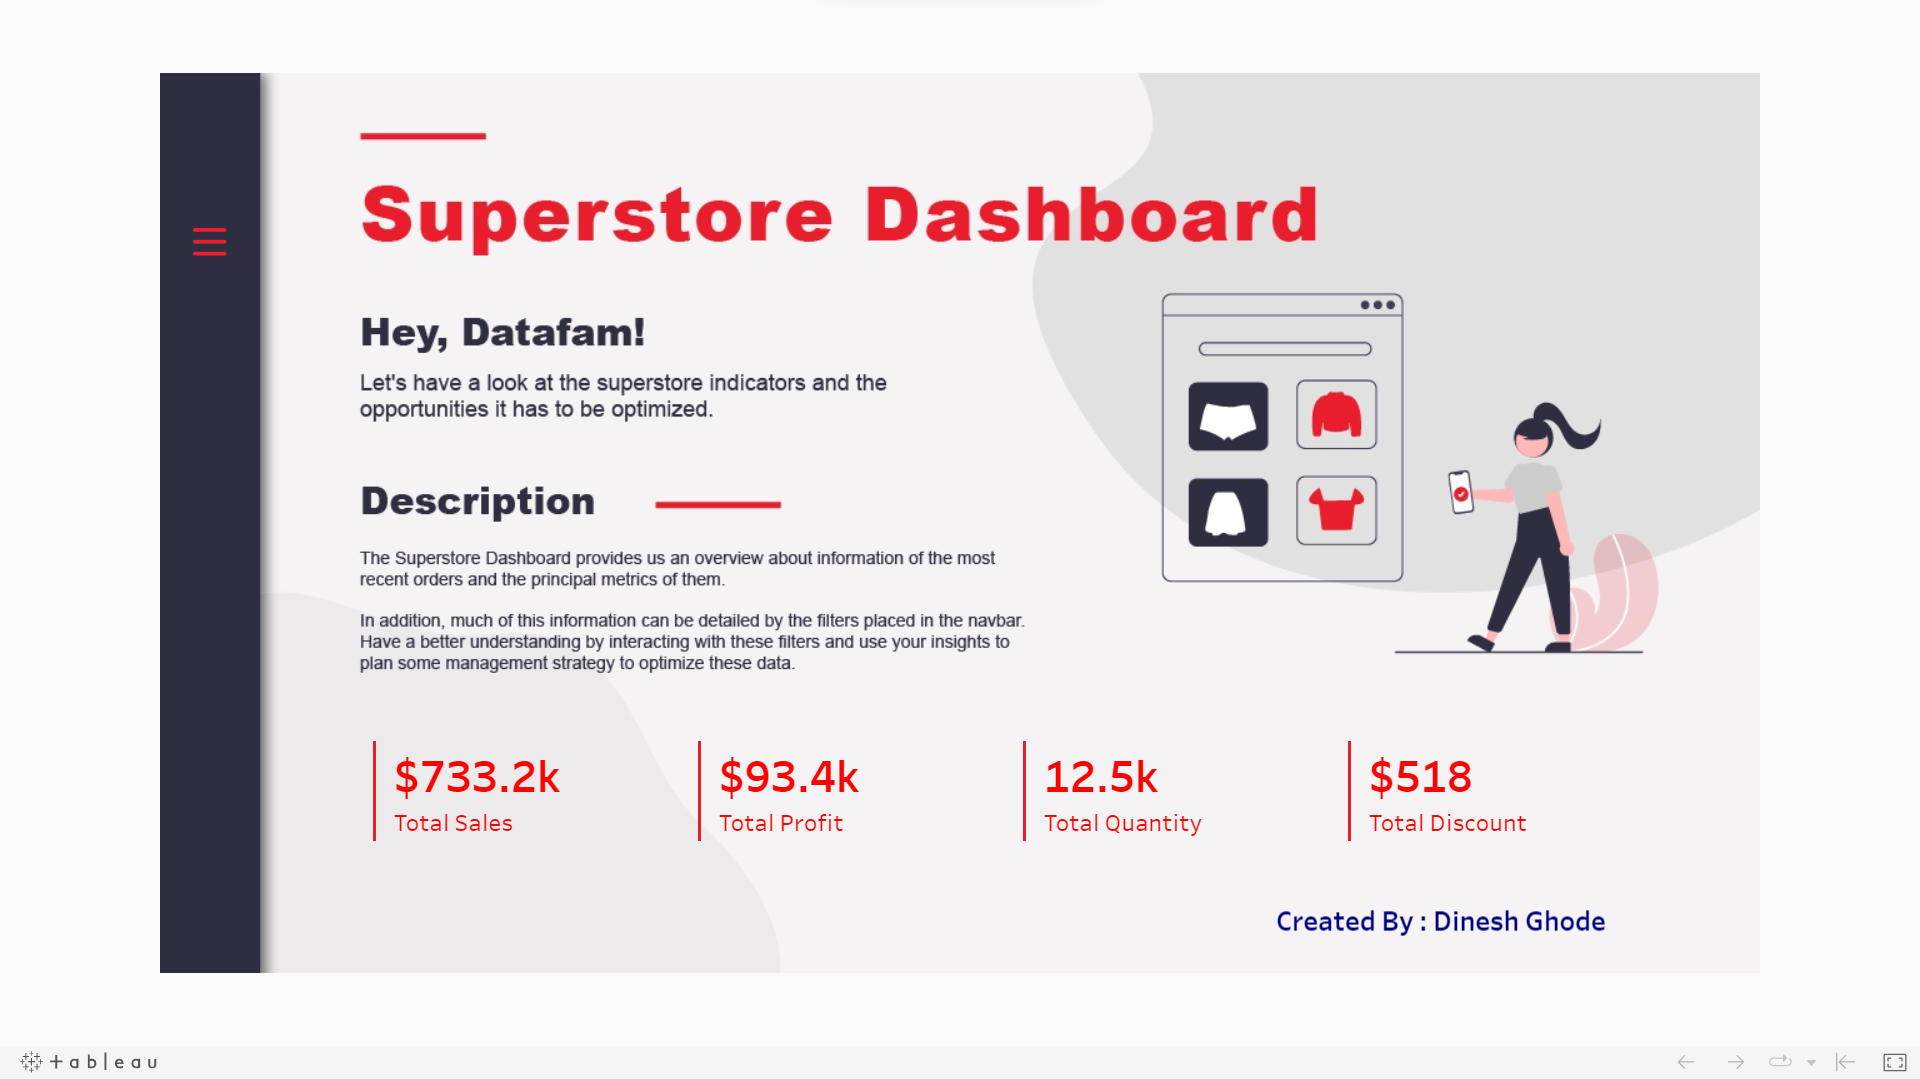 Superstore Dashboard
Hey, Datafam!
Let's have a look at the superstore indicators and the
opportunities it has to be optimized.
Description
The Superstore Dashboard provides us an overview about information of the most
recent orders and the principal metrics of them.
In addition, much of this information can be detailed by the filters placed in the navbar.
Have a better understanding by interacting with these filters and use your insights to
plan some management strategy to optimize these data.
$733.2k
Total Sales
$93.4k
Total Profit
12.5k
Total Quantity
$518
Total Discount
Created By : Dinesh Ghode
+ableau